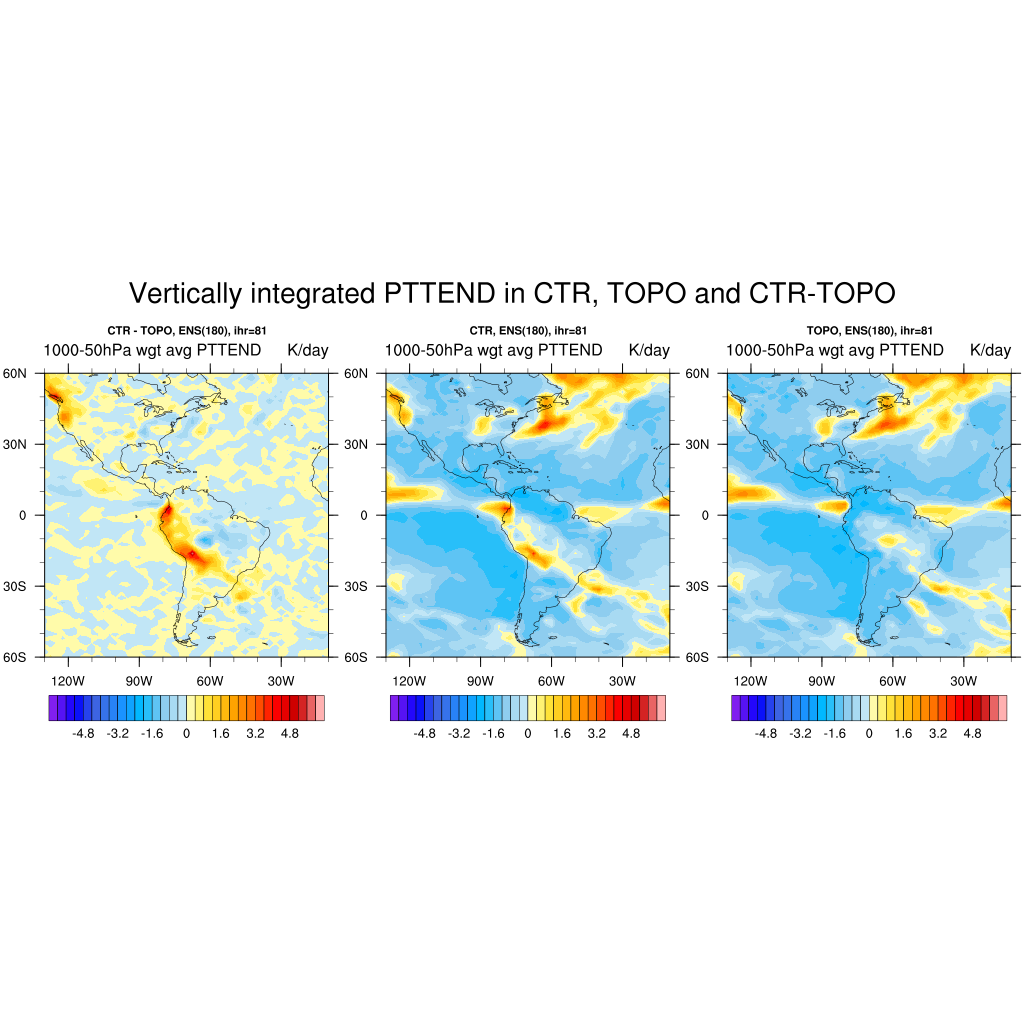 Vertically integrated PTTEND in CTR, TOPO and CTR-TOPO
CTR - TOPO, ENS(180), ihr=81
1000-50hPa wgt avg PTTEND K/day
60N
30N
0
30S
60S
120W 90W 60W 30W
-4.8 -3.2 -1.6 0 1.6 3.2 4.8
CTR, ENS(180), ihr=81
1000-50hPa wgt avg PTTEND K/day
60N
30N
0
30S
60S
120W 90W 60W 30W
-4.8 -3.2 -1.6 0 1.6 3.2 4.8
TOPO, ENS(180), ihr=81
1000-50hPa wgt avg PTTEND K/day
60N
30N
0
30S
60S
120W 90W 60W 30W
-4.8 -3.2 -1.6 0 1.6 3.2 4.8